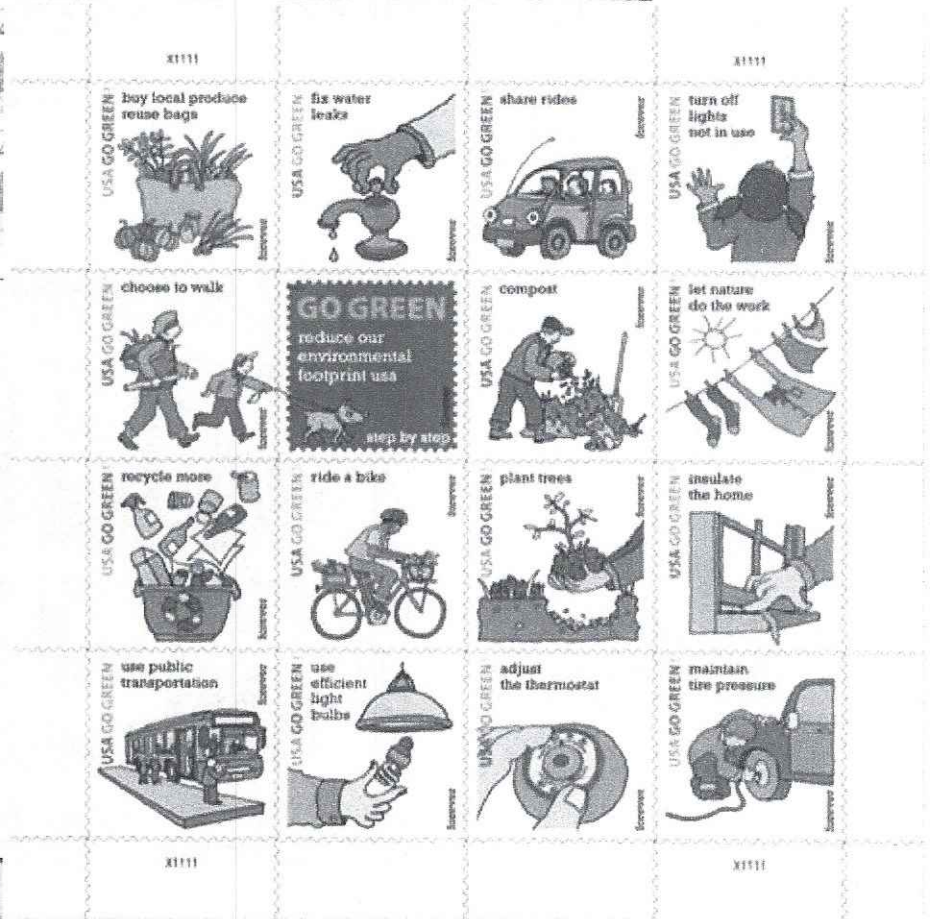 X1111
X1111
USA GO GREEN
buy local produce
reuse bags
forever
USA GO GREEN
fix water
leaks
forever
USA GO GREEN
share rides
forever
USA GO GREEN
turn off
lights
not in use
forever
USA GO GREEN
choose to walk
forever
GO GREEN
reduce our
environmental
footprint usa
step by step
USA GO GREEN
compost
forever
USA GO GREEN
let nature
do the work
forever
USA GO GREEN
recycle more
forever
USA GO GREEN
ride a bike
forever
USA GO GREEN
plant trees
forever
USA GO GREEN
insulate
the home
forever
USA GO GREEN
use public
transportation
forever
USA GO GREEN
use
efficient
light
bulbs
forever
USA GO GREEN
adjust
the thermostat
forever
USA GO GREEN
maintain
tire pressure
forever
X1111
X1111